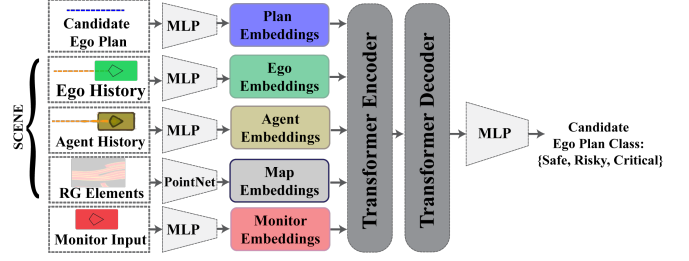 Candidate
Ego Plan
MLP
Plan
Embeddings
SCENE
Ego History
MLP
Ego
Embeddings
Agent History
MLP
Agent
Embeddings
RG Elements
PointNet
Map
Embeddings
Monitor Input
MLP
Monitor
Embeddings
Transformer Encoder
Transformer Decoder
MLP
Candidate
Ego Plan Class:
{Safe, Risky, Critical}